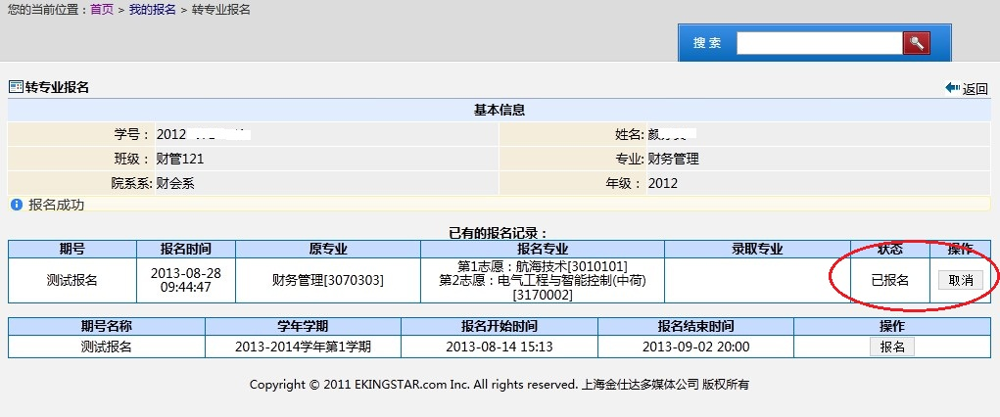 您的当前位置：首页 > 我的报名 > 转专业报名
搜 索
转专业报名 返回
基本信息
学号： 2012 姓名:
班级： 财管121 专业: 财务管理
院系系: 财会系 年级： 2012
报名成功
已有的报名记录：
期号 报名时间 原专业 报名专业 录取专业 状态 操作
测试报名 2013-08-28 09:44:47 财务管理[3070303] 第1志愿：航海技术[3010101]
第2志愿：电气工程与智能控制(中荷)
[3170002] 已报名 取消
期号名称 学年学期 报名开始时间 报名结束时间 操作
测试报名 2013-2014学年第1学期 2013-08-14 15:13 2013-09-02 20:00 报名
Copyright © 2011 EKINGSTAR.com Inc. All rights reserved. 上海金仕达多媒体公司 版权所有